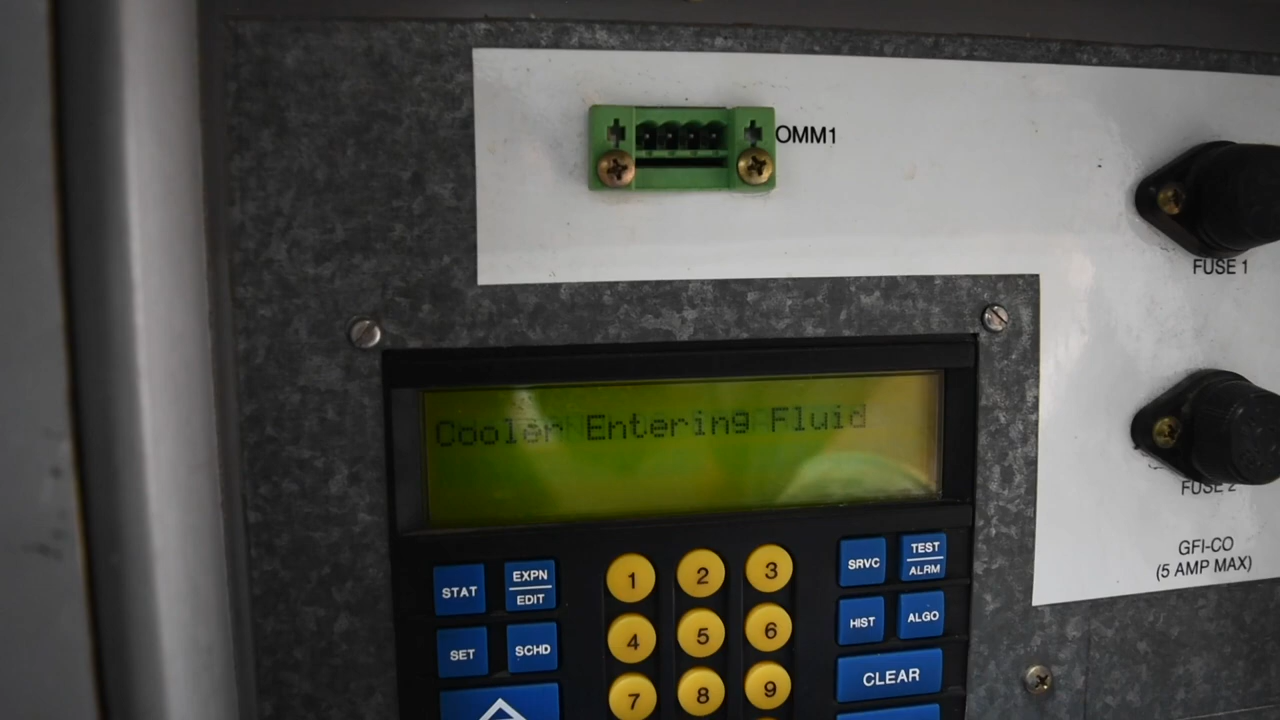 OMM1
FUSE 1
Cooler Entering Fluid
FUSE 2
GFI-CO
(5 AMP MAX)
STAT
EXPN
EDIT
1
2
3
SRVC
TEST
ALRM
SET
SCHD
4
5
6
HIST
ALGO
7
8
9
CLEAR